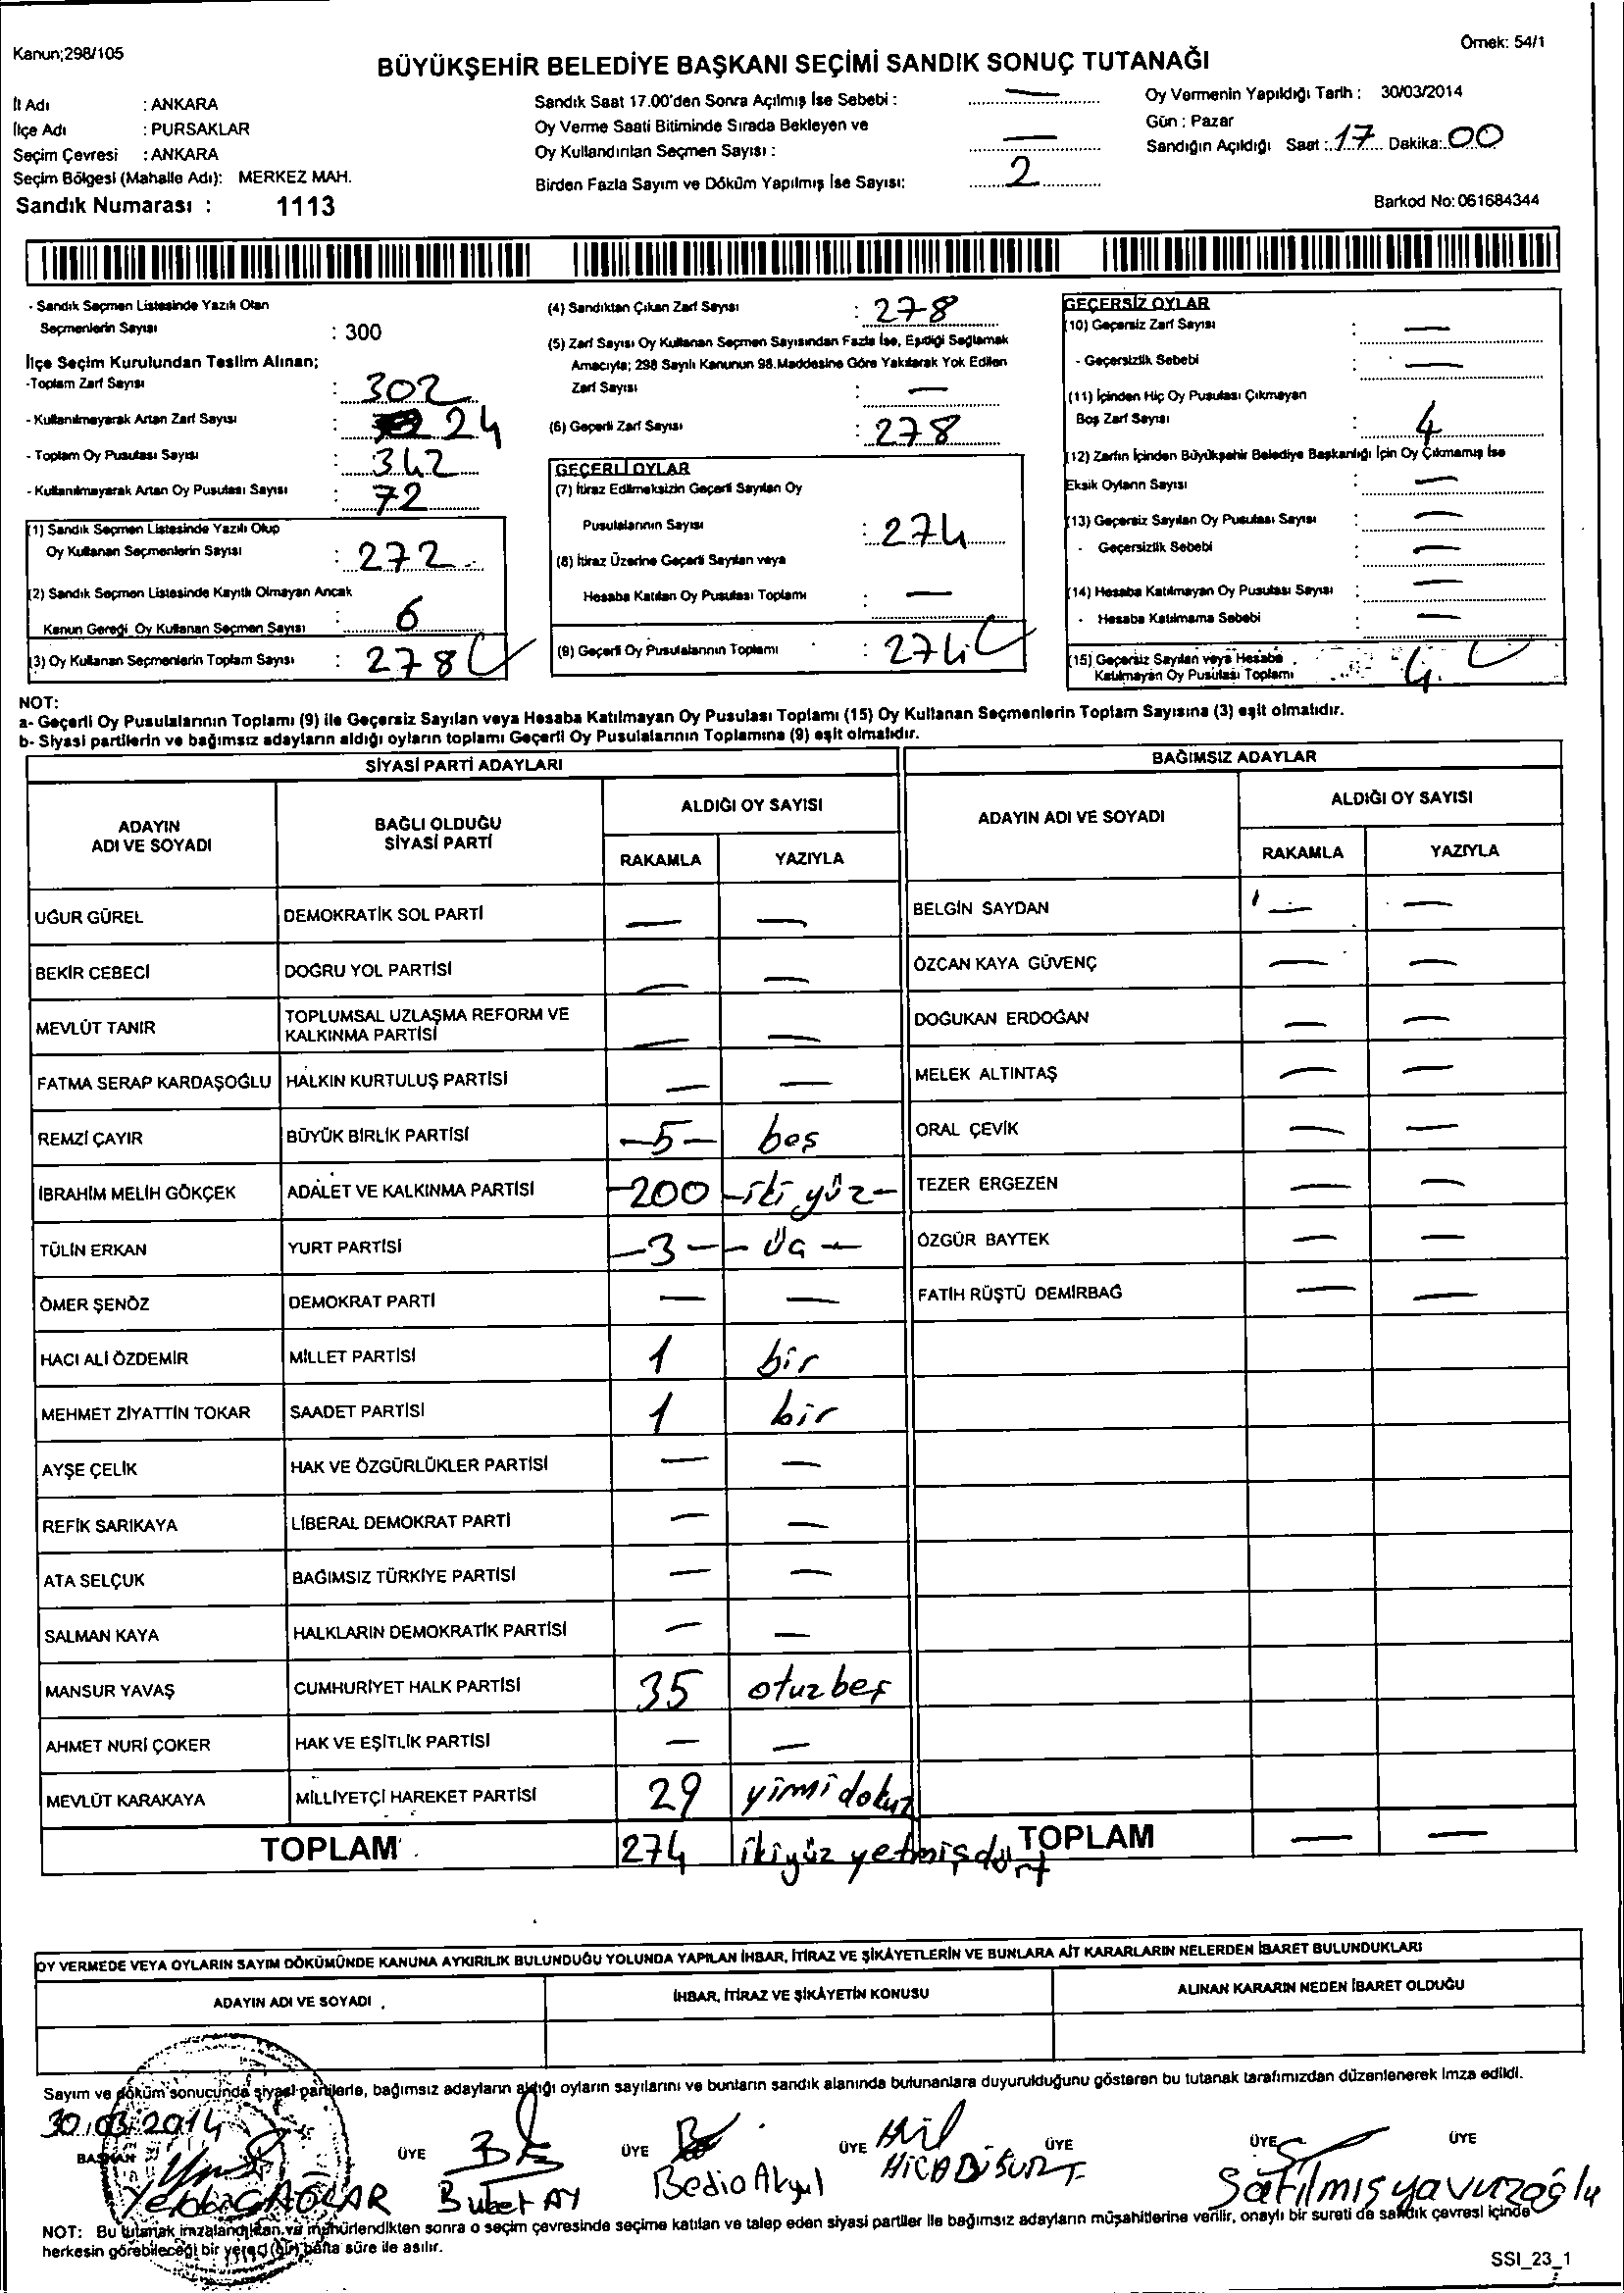 Kanun;298/105
Örnek: 54/1
BÜYÜKŞEHİR BELEDİYE BAŞKANI SEÇİMİ SANDIK SONUÇ TUTANAĞI
İl Adı : ANKARA
İlçe Adı : PURSAKLAR
Seçim Çevresi : ANKARA
Seçim Bölgesi (Mahalle Adı): MERKEZ MAH.
Sandık Numarası : 1113
Sandık Saat 17.00'den Sonra Açılmış İse Sebebi : —
Oy Verme Saati Bitiminde Sırada Bekleyen ve
Oy Kullandırılan Seçmen Sayısı : —
Birden Fazla Sayım ve Döküm Yapılmış İse Sayısı: 2
Oy Vermenin Yapıldığı Tarih : 30/03/2014
Gün : Pazar
Sandığın Açıldığı Saat : 17 Dakika: 00
Barkod No: 061684344
- Sandık Seçmen Listesinde Yazılı Olan
Seçmenlerin Sayısı : 300
İlçe Seçim Kurulundan Teslim Alınan;
-Toplam Zarf Sayısı : 302
- Kullanılmayarak Artan Zarf Sayısı : 24
- Toplam Oy Pusulası Sayısı : 342
- Kullanılmayarak Artan Oy Pusulası Sayısı : 72
(1) Sandık Seçmen Listesinde Yazılı Olup
Oy Kullanan Seçmenlerin Sayısı : 272
(2) Sandık Seçmen Listesinde Kayıtlı Olmayan Ancak
Kanun Gereği Oy Kullanan Seçmen Sayısı : 6
(3) Oy Kullanan Seçmenlerin Toplam Sayısı : 278
(4) Sandıktan Çıkan Zarf Sayısı : 278
(5) Zarf Sayısı Oy Kullanan Seçmen Sayısından Fazla İse, Eşitliği Sağlamak
Amacıyla; 298 Sayılı Kanunun 98.Maddesine Göre Yakılarak Yok Edilen
Zarf Sayısı : —
(6) Geçerli Zarf Sayısı : 278
GEÇERLİ OYLAR
(7) İtiraz Edilmeksizin Geçerli Sayılan Oy
Pusulalarının Sayısı : 274
(8) İtiraz Üzerine Geçerli Sayılan veya
Hesaba Katılan Oy Pusulası Toplamı : —
(9) Geçerli Oy Pusulalarının Toplamı : 274
GEÇERSİZ OYLAR
(10) Geçersiz Zarf Sayısı : —
- Geçersizlik Sebebi : —
(11) İçinden Hiç Oy Pusulası Çıkmayan
Boş Zarf Sayısı : 4
(12) Zarfın İçinden Büyükşehir Belediye Başkanlığı İçin Oy Çıkmamış İse
Eksik Oyların Sayısı : —
(13) Geçersiz Sayılan Oy Pusulası Sayısı : —
- Geçersizlik Sebebi : —
(14) Hesaba Katılmayan Oy Pusulası Sayısı : —
- Hesaba Katılmama Sebebi : —
(15) Geçersiz Sayılan veya Hesaba
Katılmayan Oy Pusulası Toplamı : 4
NOT:
a- Geçerli Oy Pusulalarının Toplamı (9) ile Geçersiz Sayılan veya Hesaba Katılmayan Oy Pusulası Toplamı (15) Oy Kullanan Seçmenlerin Toplam Sayısına (3) eşit olmalıdır.
b- Siyasi partilerin ve bağımsız adayların aldığı oyların toplamı Geçerli Oy Pusulalarının Toplamına (9) eşit olmalıdır.
SİYASİ PARTİ ADAYLARI
ADAYIN ADI VE SOYADI
BAĞLI OLDUĞU SİYASİ PARTİ
ALDIĞI OY SAYISI
RAKAMLA YAZIYLA
UĞUR GÜREL DEMOKRATİK SOL PARTİ — —
BEKİR CEBECİ DOĞRU YOL PARTİSİ — —
MEVLÜT TANIR TOPLUMSAL UZLAŞMA REFORM VE KALKINMA PARTİSİ — —
FATMA SERAP KARDAŞOĞLU HALKIN KURTULUŞ PARTİSİ — —
REMZİ ÇAYIR BÜYÜK BİRLİK PARTİSİ —5— beş
İBRAHİM MELİH GÖKÇEK ADALET VE KALKINMA PARTİSİ —200 —iki yüz—
TÜLİN ERKAN YURT PARTİSİ —3— — üç —
ÖMER ŞENÖZ DEMOKRAT PARTİ — —
HACI ALİ ÖZDEMİR MİLLET PARTİSİ 1 bir
MEHMET ZİYATTİN TOKAR SAADET PARTİSİ 1 bir
AYŞE ÇELİK HAK VE ÖZGÜRLÜKLER PARTİSİ — —
REFİK SARIKAYA LİBERAL DEMOKRAT PARTİ — —
ATA SELÇUK BAĞIMSIZ TÜRKİYE PARTİSİ — —
SALMAN KAYA HALKLARIN DEMOKRATİK PARTİSİ — —
MANSUR YAVAŞ CUMHURİYET HALK PARTİSİ 35 otuzbeş
AHMET NURİ ÇOKER HAK VE EŞİTLİK PARTİSİ — —
MEVLÜT KARAKAYA MİLLİYETÇİ HAREKET PARTİSİ 29 yirmi dokuz
TOPLAM 274 ikiyüz yetmişdört
BAĞIMSIZ ADAYLAR
ADAYIN ADI VE SOYADI
ALDIĞI OY SAYISI
RAKAMLA YAZIYLA
BELGİN SAYDAN — —
ÖZCAN KAYA GÜVENÇ — —
DOĞUKAN ERDOĞAN — —
MELEK ALTINTAŞ — —
ORAL ÇEVİK — —
TEZER ERGEZEN — —
ÖZGÜR BAYTEK — —
FATİH RÜŞTÜ DEMİRBAĞ — —
TOPLAM — —
OY VERMEDE VEYA OYLARIN SAYIM DÖKÜMÜNDE KANUNA AYKIRILIK BULUNDUĞU YOLUNDA YAPILAN İHBAR, İTİRAZ VE ŞİKÂYETLERİN VE BUNLARA AİT KARARLARIN NELERDEN İBARET BULUNDUKLARI
ADAYIN ADI VE SOYADI İHBAR, İTİRAZ VE ŞİKÂYETİN KONUSU ALINAN KARARIN NEDEN İBARET OLDUĞU
Sayım ve döküm sonucunda siyasi partilerle, bağımsız adayların aldığı oyların sayılarını ve bunların sandık alanında bulunanlara duyurulduğunu gösteren bu tutanak tarafımızdan düzenlenerek imza edildi.
30.03.2014
BAŞKAN ÜYE ÜYE ÜYE ÜYE ÜYE ÜYE
AY Bedia Akgul HİCABİ Satılmış yavuzoğlu
NOT: Bu tutanak imzalandıktan ve mühürlendikten sonra o seçim çevresinde seçime katılan ve talep eden siyasi partiler ile bağımsız adayların müşahitlerine verilir, onaylı bir sureti de sandık çevresi içinde
herkesin görebileceği bir yere (bir) hafta süre ile asılır.
SSI_23_1